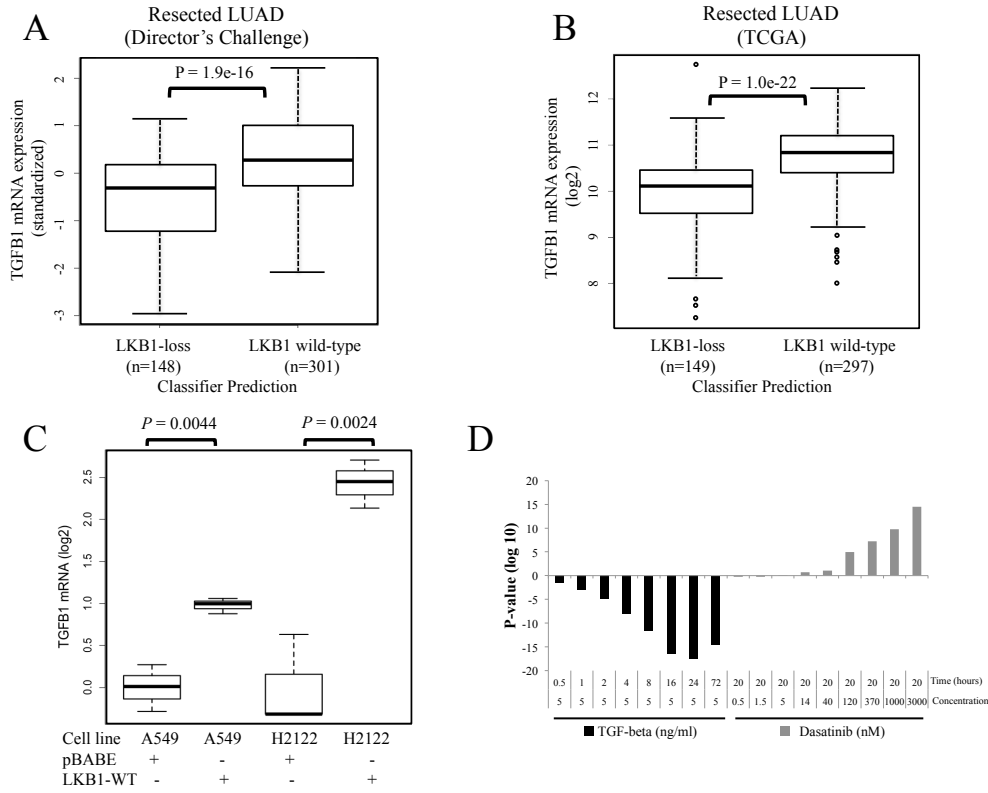 A
Resected LUAD
(Director's Challenge)
P = 1.9e-16
TGFB1 mRNA expression
(standardized)
2
1
0
-1
-2
-3
LKB1-loss
(n=148)
LKB1 wild-type
(n=301)
Classifier Prediction
B
Resected LUAD
(TCGA)
P = 1.0e-22
TGFB1 mRNA expression
(log2)
12
11
10
9
8
LKB1-loss
(n=149)
LKB1 wild-type
(n=297)
Classifier Prediction
C
P = 0.0044
P = 0.0024
TGFB1 mRNA (log2)
2.5
2.0
1.5
1.0
0.5
0.0
Cell line A549 A549 H2122 H2122
pBABE + - + -
LKB1-WT - + - +
D
P-value (log 10)
20
15
10
5
0
-5
-10
-15
-20
0.5 1 2 4 8 16 24 72 20 20 20 20 20 20 20 20 20 Time (hours)
5 5 5 5 5 5 5 5 0.5 1.5 5 14 40 120 370 1000 3000 Concentration
TGF-beta (ng/ml)
Dasatinib (nM)